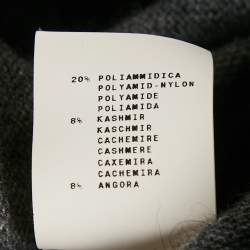 20% POLIAMMIDICA
POLYAMID-NYLON
POLYAMIDE
POLIAMIDA
8% KASHMIR
KASCHMIR
CACHEMIRE
CASHMERE
CAXEMIRA
CACHEMIRA
8% ANGORA